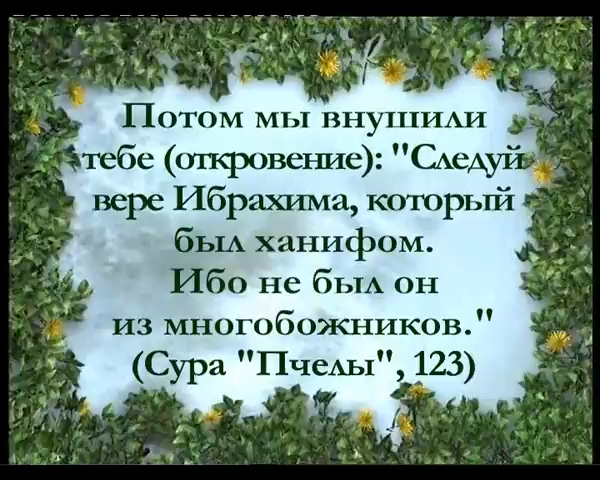 Потом мы внушили
тебе (откровение): "Следуй
вере Ибрахима, который
был ханифом.
Ибо не был он
из многобожников."
(Сура "Пчелы", 123)